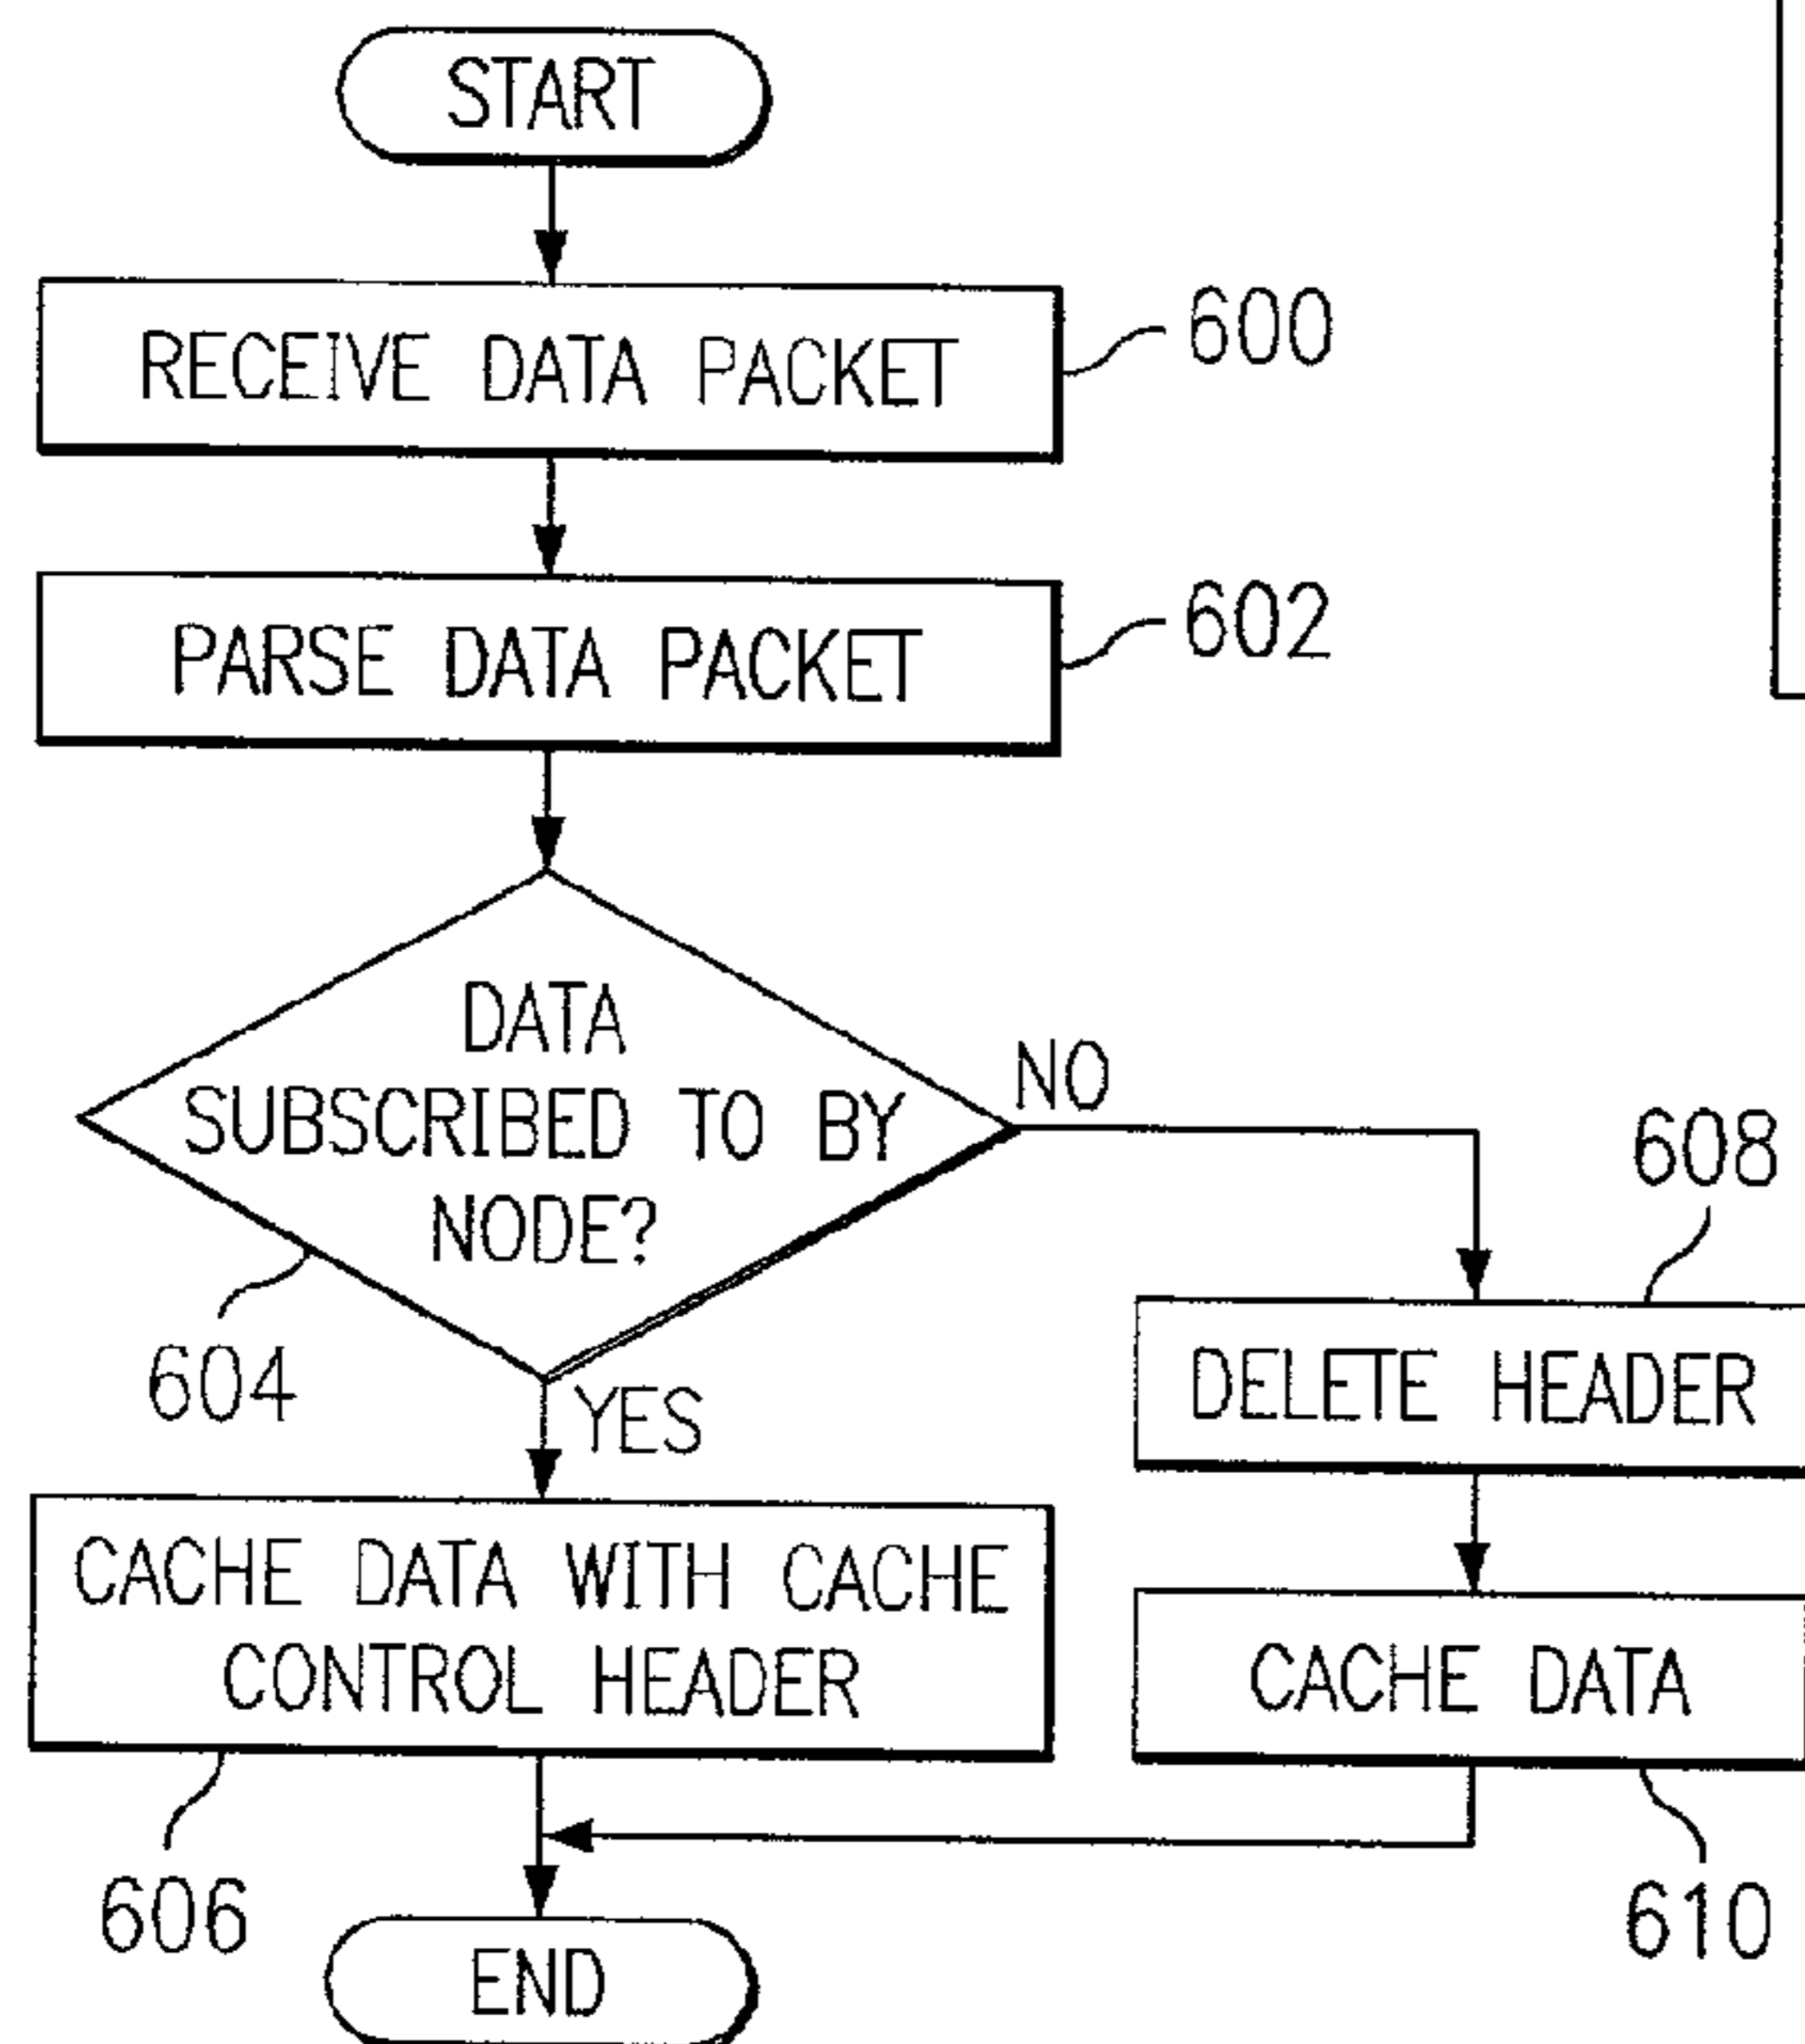 START
RECEIVE DATA PACKET
600
PARSE DATA PACKET
602
DATA
SUBSCRIBED TO BY
NODE?
NO
604
YES
608
DELETE HEADER
CACHE DATA WITH CACHE
CONTROL HEADER
606
CACHE DATA
610
END